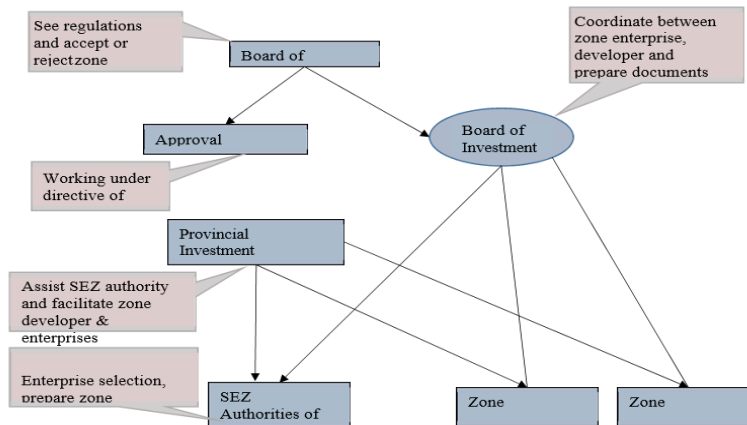 See regulations
and accept or
rejectzone
Board of
Coordinate between
zone enterprise,
developer and
prepare documents
Approval
Board of
Investment
Working under
directive of
Provincial
Investment
Assist SEZ authority
and facilitate zone
developer &
enterprises
Enterprise selection,
prepare zone
SEZ
Authorities of
Zone
Zone